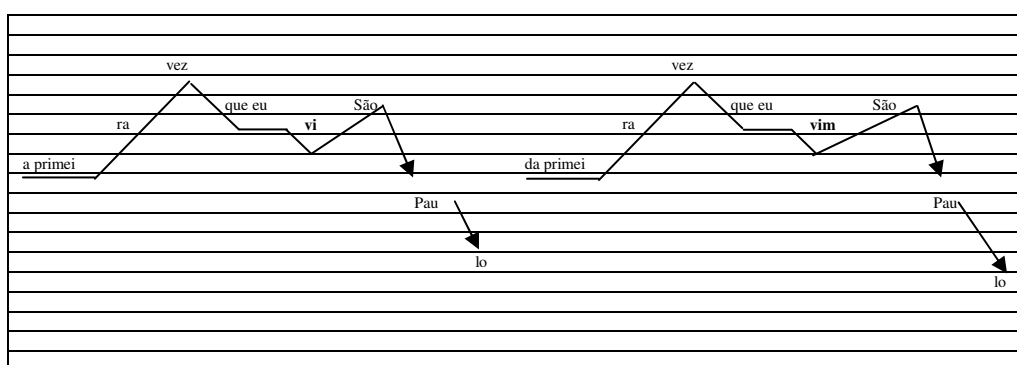 vez vez
que eu São que eu São
ra vi ra vim
a primei da primei
Pau Pau
lo
lo